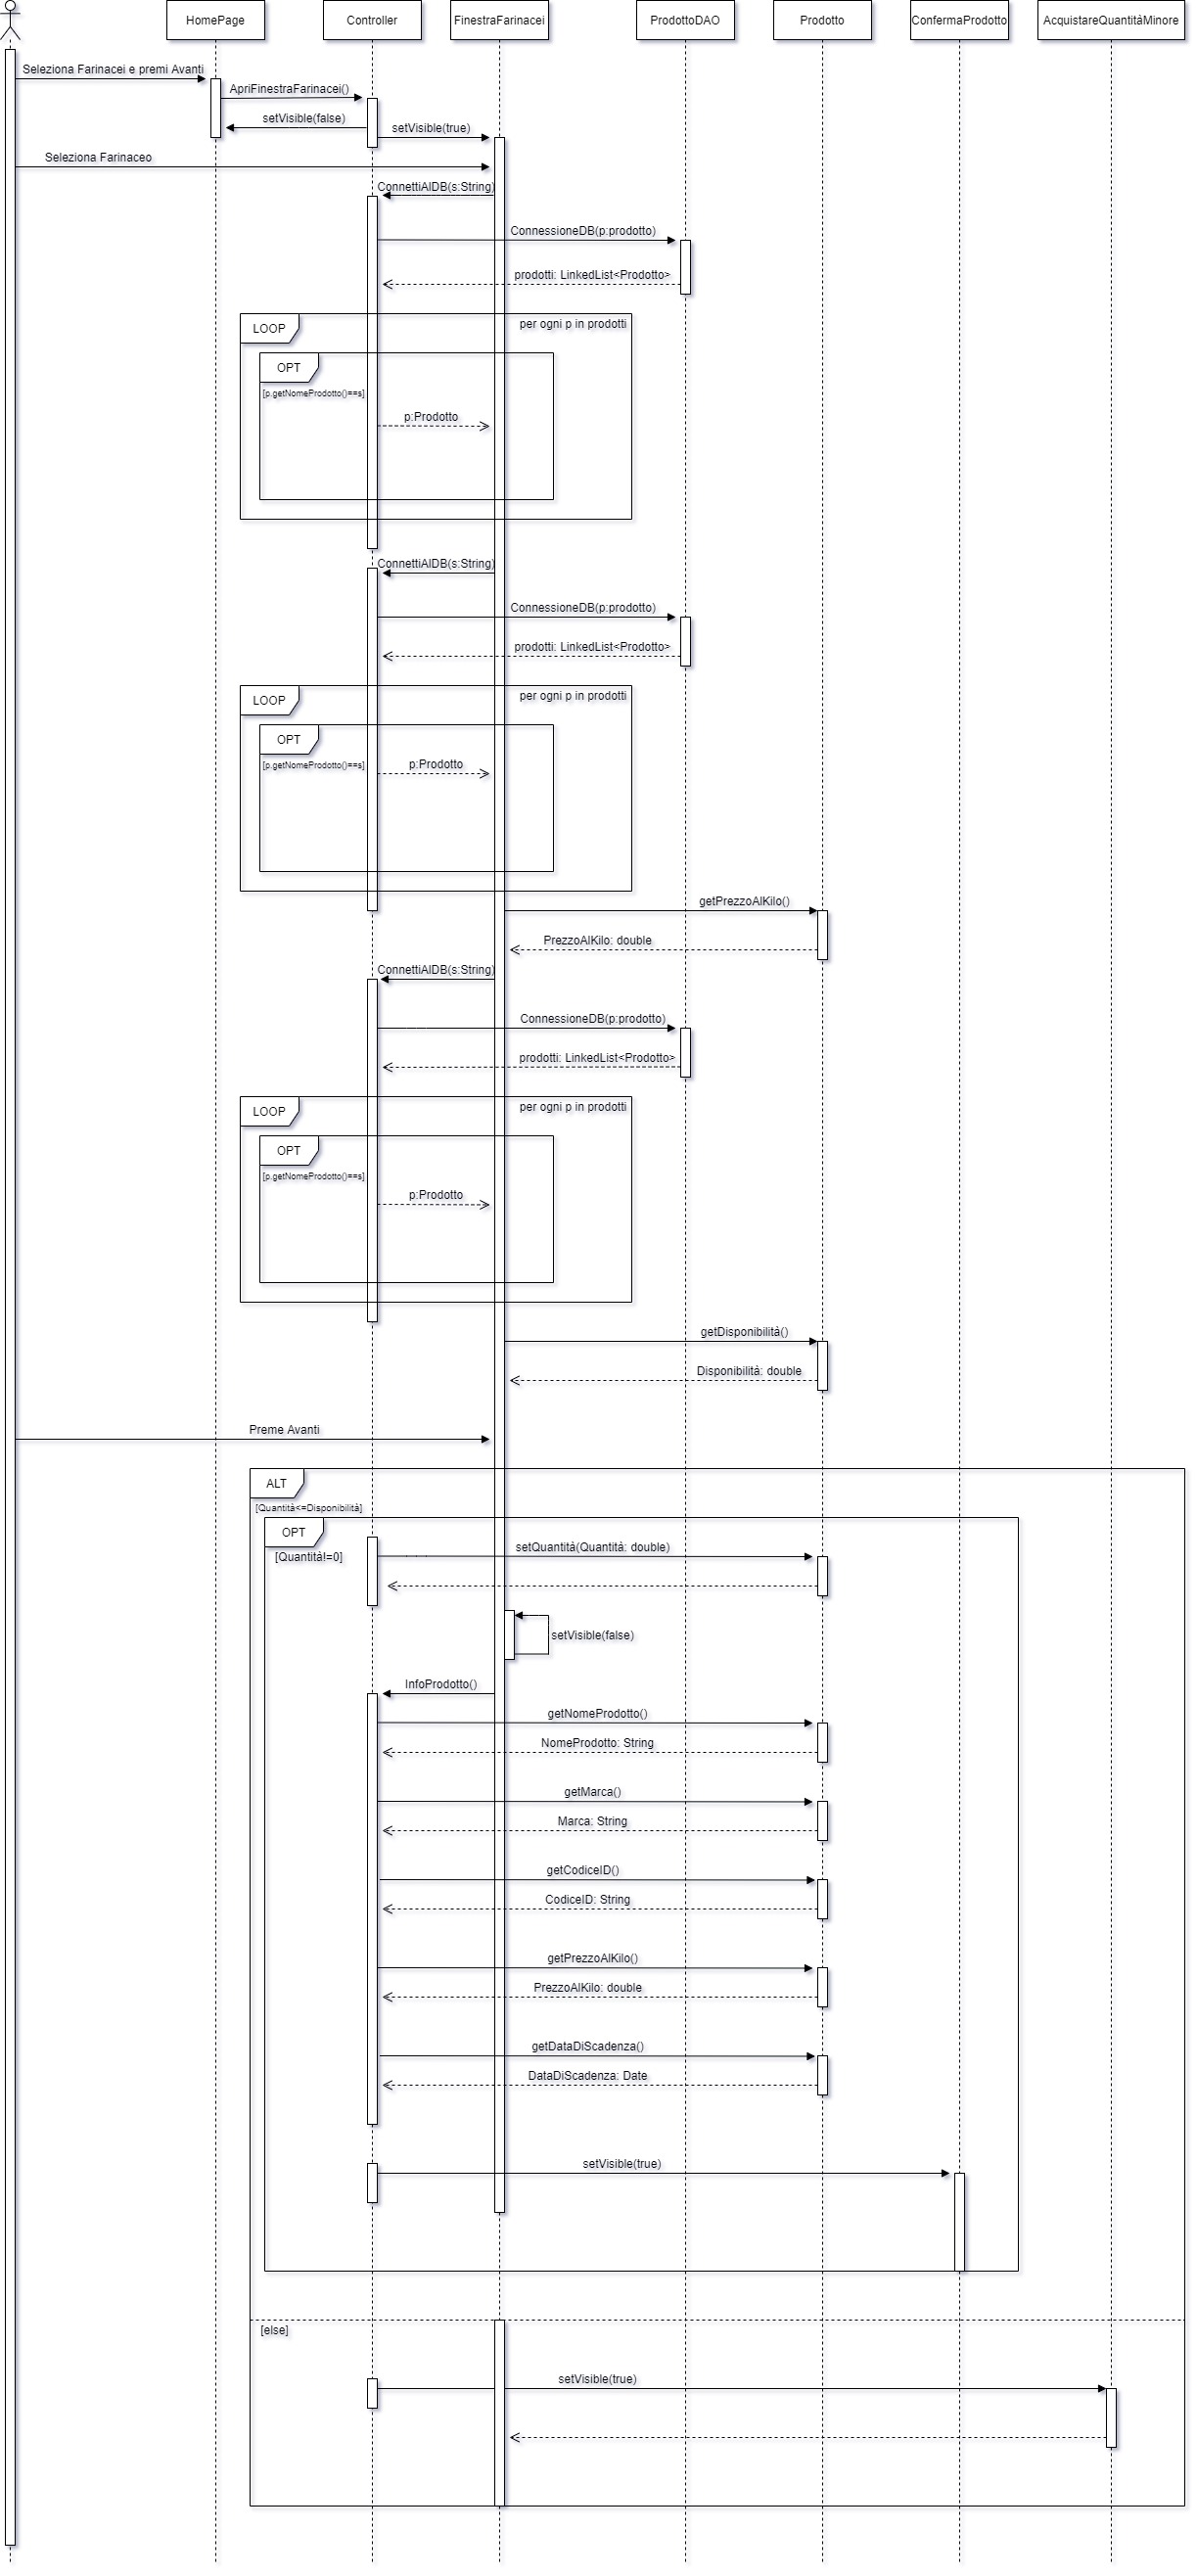 HomePage
Controller
FinestraFarinacei
ProdottoDAO
Prodotto
ConfermaProdotto
AcquistareQuantitàMinore
Seleziona Farinacei e premi Avanti
ApriFinestraFarinacei()
setVisible(false)
setVisible(true)
Seleziona Farinaceo
ConnettiAlDB(s:String)
ConnessioneDB(p:prodotto)
prodotti: LinkedList<Prodotto>
LOOP
per ogni p in prodotti
OPT
[p.getNomeProdotto()==s]
p:Prodotto
ConnettiAlDB(s:String)
ConnessioneDB(p:prodotto)
prodotti: LinkedList<Prodotto>
LOOP
per ogni p in prodotti
OPT
[p.getNomeProdotto()==s]
p:Prodotto
getPrezzoAlKilo()
PrezzoAlKilo: double
ConnettiAlDB(s:String)
ConnessioneDB(p:prodotto)
prodotti: LinkedList<Prodotto>
LOOP
per ogni p in prodotti
OPT
[p.getNomeProdotto()==s]
p:Prodotto
getDisponibilità()
Disponibilità: double
Preme Avanti
ALT
[Quantità<=Disponibilità]
OPT
[Quantità!=0]
setQuantità(Quantità: double)
setVisible(false)
InfoProdotto()
getNomeProdotto()
NomeProdotto: String
getMarca()
Marca: String
getCodiceID()
CodiceID: String
getPrezzoAlKilo()
PrezzoAlKilo: double
getDataDiScadenza()
DataDiScadenza: Date
setVisible(true)
[else]
setVisible(true)